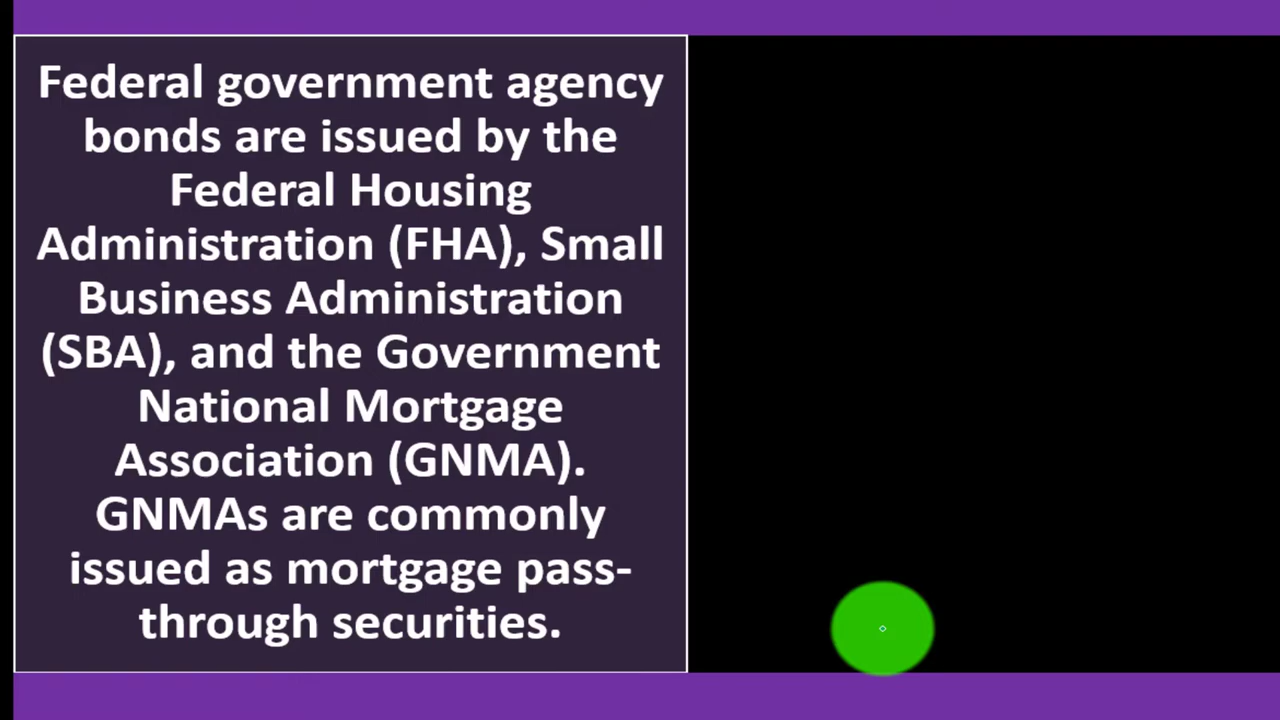 Federal government agency
bonds are issued by the
Federal Housing
Administration (FHA), Small
Business Administration
(SBA), and the Government
National Mortgage
Association (GNMA).
GNMAs are commonly
issued as mortgage pass-
through securities.